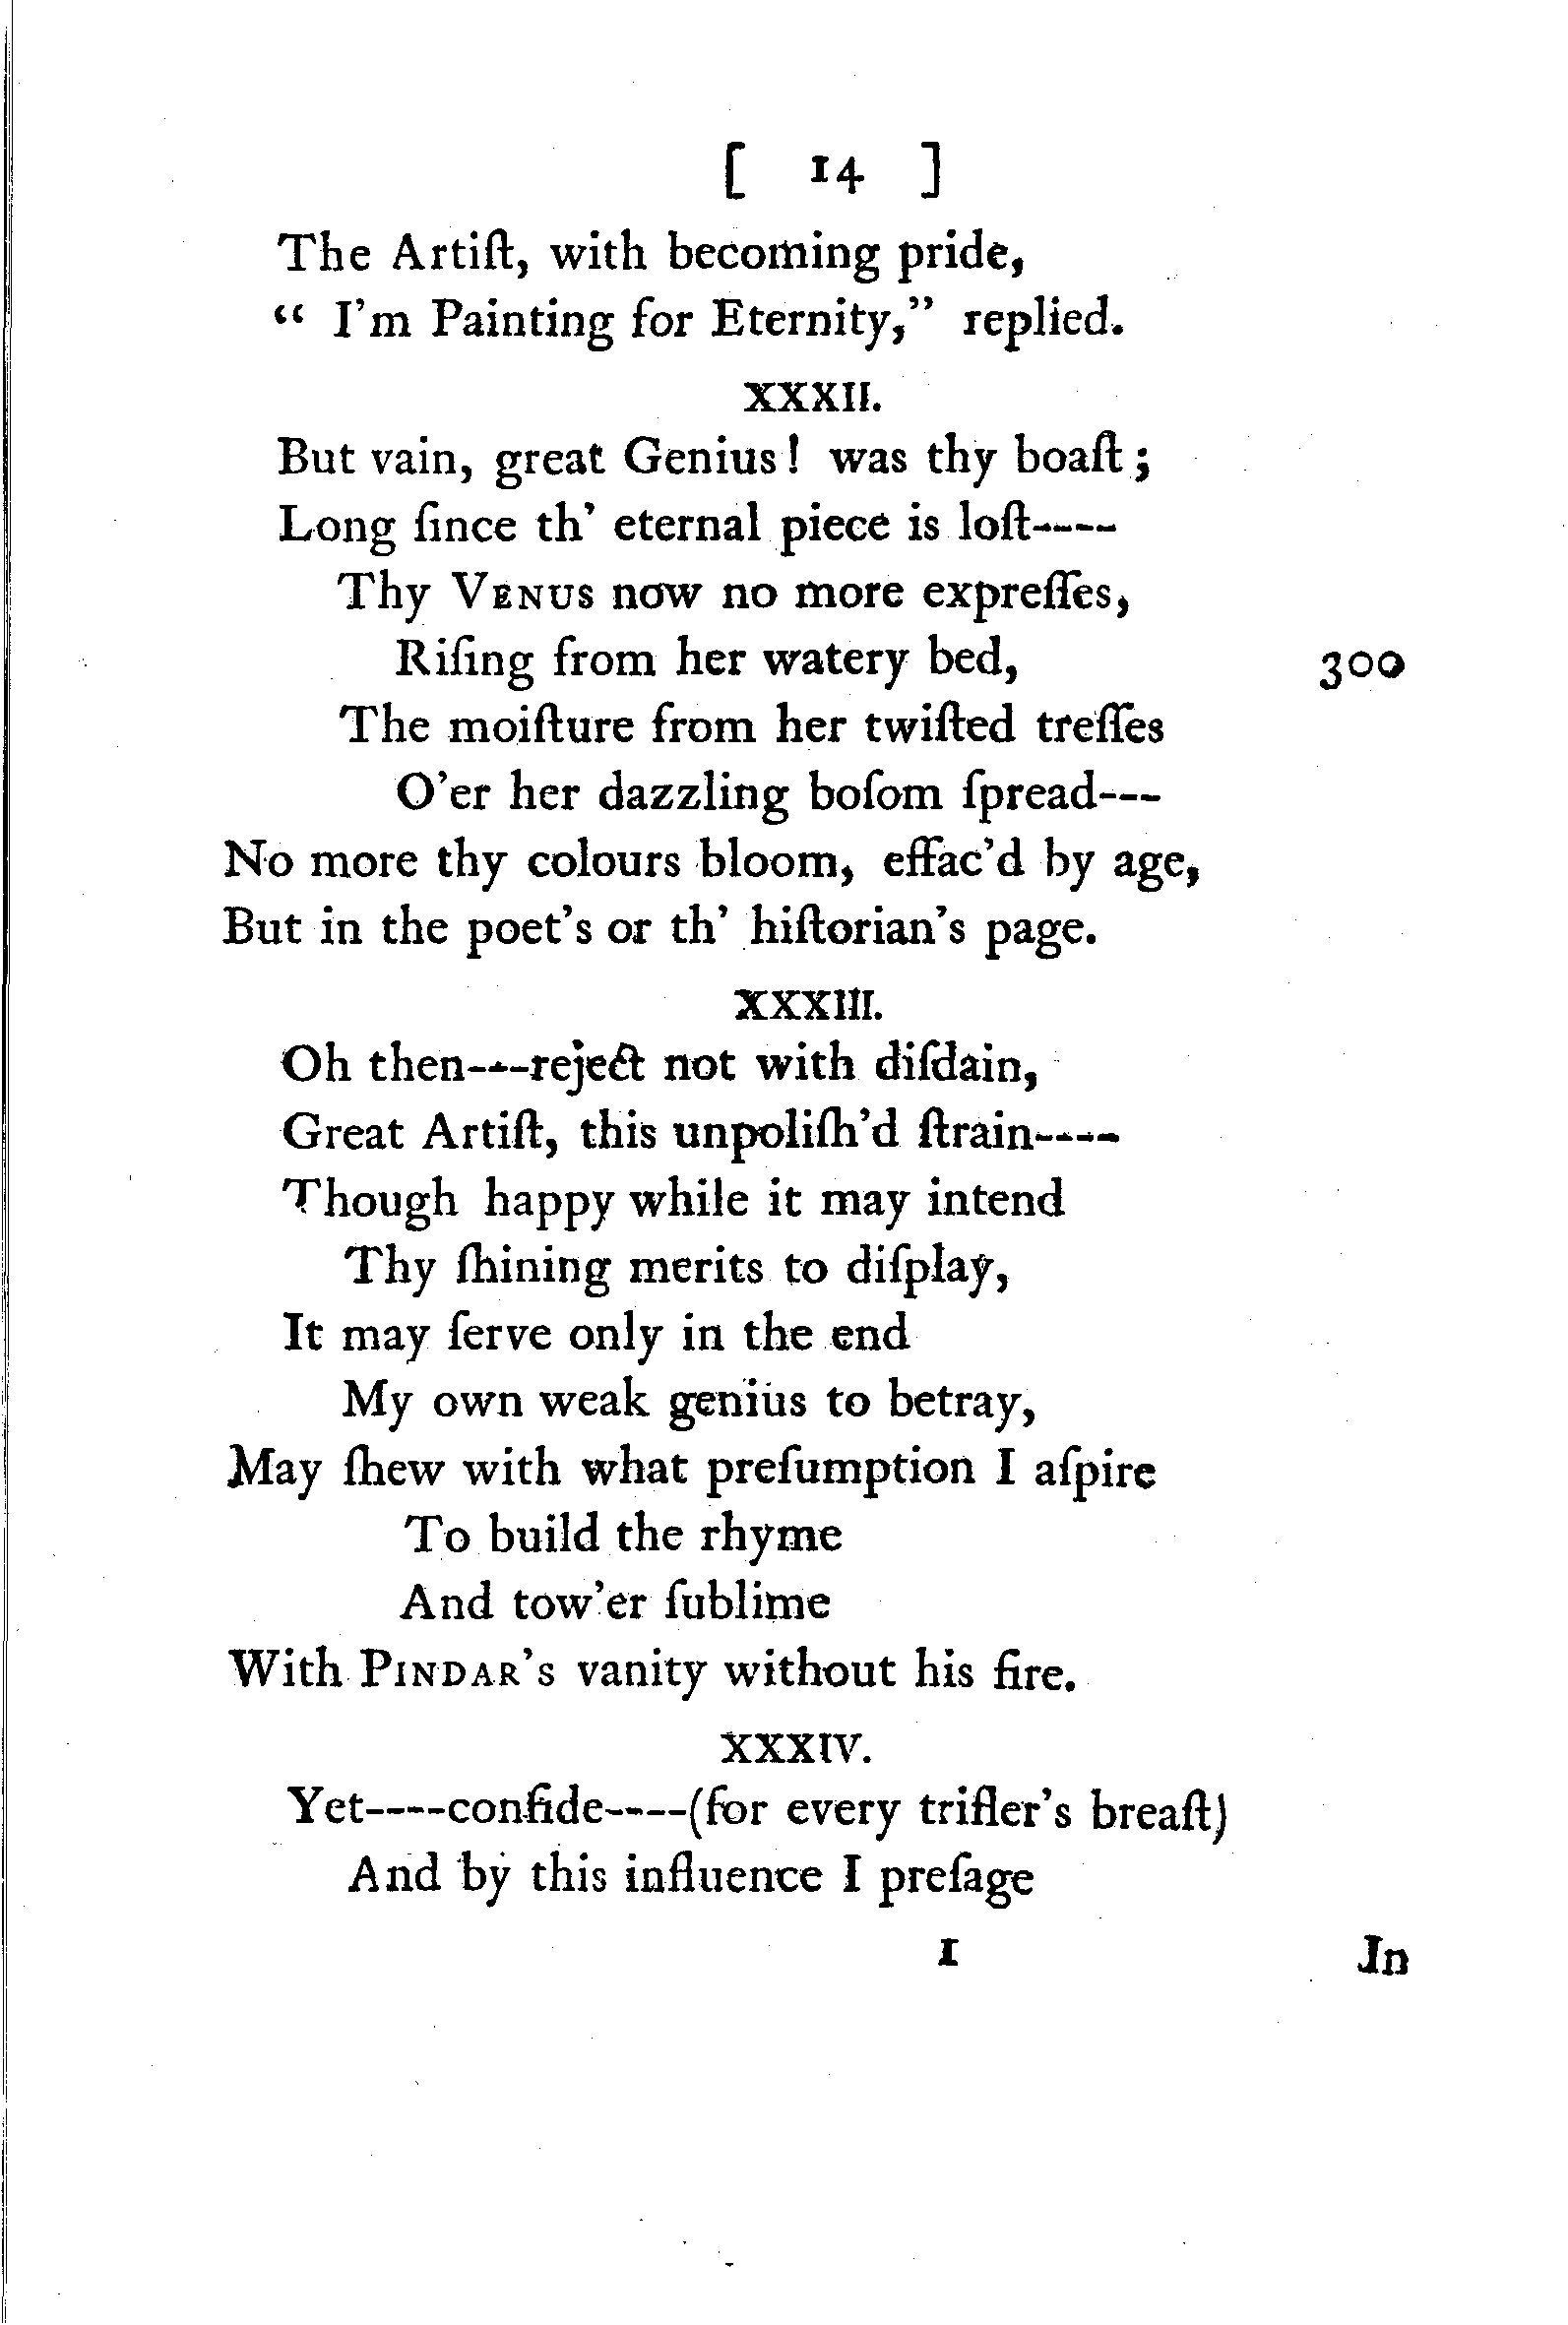 [ 14 ]
The Artiſt, with becoming pride,
“ I'm Painting for Eternity,” replied.
XXXII.
But vain, great Genius! was thy boaſt;
Long ſince th' eternal piece is loſt----
Thy VENUS now no more expreſſes,
Riſing from her watery bed, 300
The moiſture from her twiſted treſſes
O'er her dazzling boſom ſpread---
No more thy colours bloom, effac'd by age,
But in the poet's or th' hiſtorian's page.
XXXIII.
Oh then---reject not with diſdain,
Great Artiſt, this unpoliſh'd ſtrain----
Though happy while it may intend
Thy ſhining merits to diſplay,
It may ſerve only in the end
My own weak genius to betray,
May ſhew with what preſumption I aſpire
To build the rhyme
And tow'er ſublime
With PINDAR's vanity without his fire.
XXXIV.
Yet----confide----(for every trifler's breaſt)
And by this influence I preſage
I In